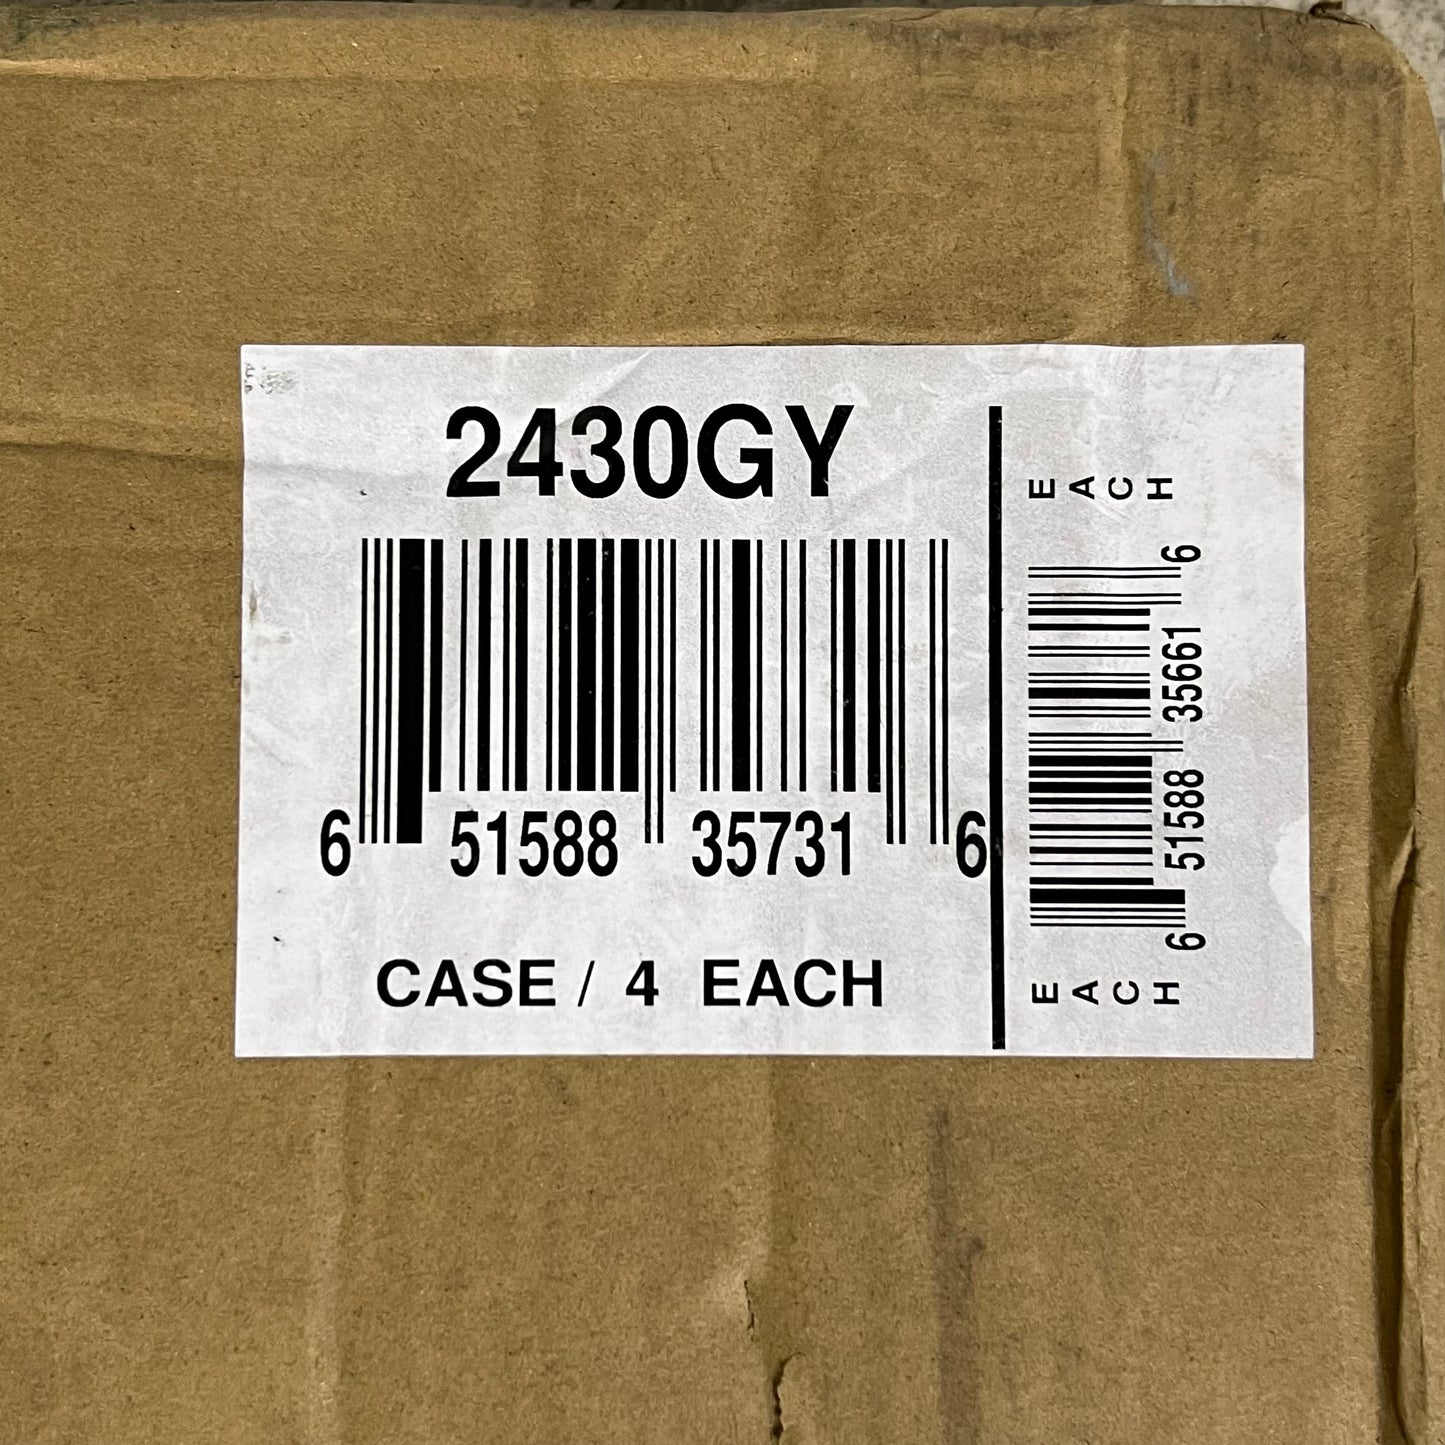 2430GY
6 51588 35731 6
CASE / 4 EACH
EACH
6 51588 35661 6
EACH